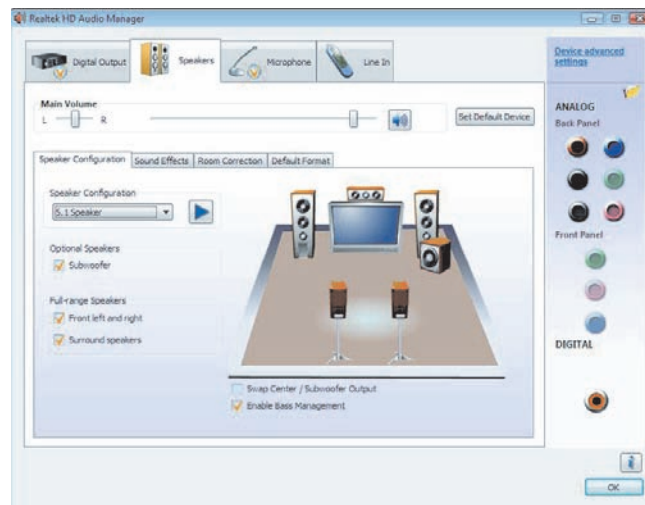 Realtek HD Audio Manager
Digital Output
Speakers
Microphone
Line In
Device advanced
settings
Main Volume
L
R
Set Default Device
ANALOG
Back Panel
Speaker Configuration
Sound Effects
Room Correction
Default Format
Speaker Configuration
5.1 Speaker
Optional Speakers
Subwoofer
Front Panel
Full-range Speakers
Front left and right
Surround speakers
DIGITAL
Swap Center / Subwoofer Output
Enable Bass Management
OK